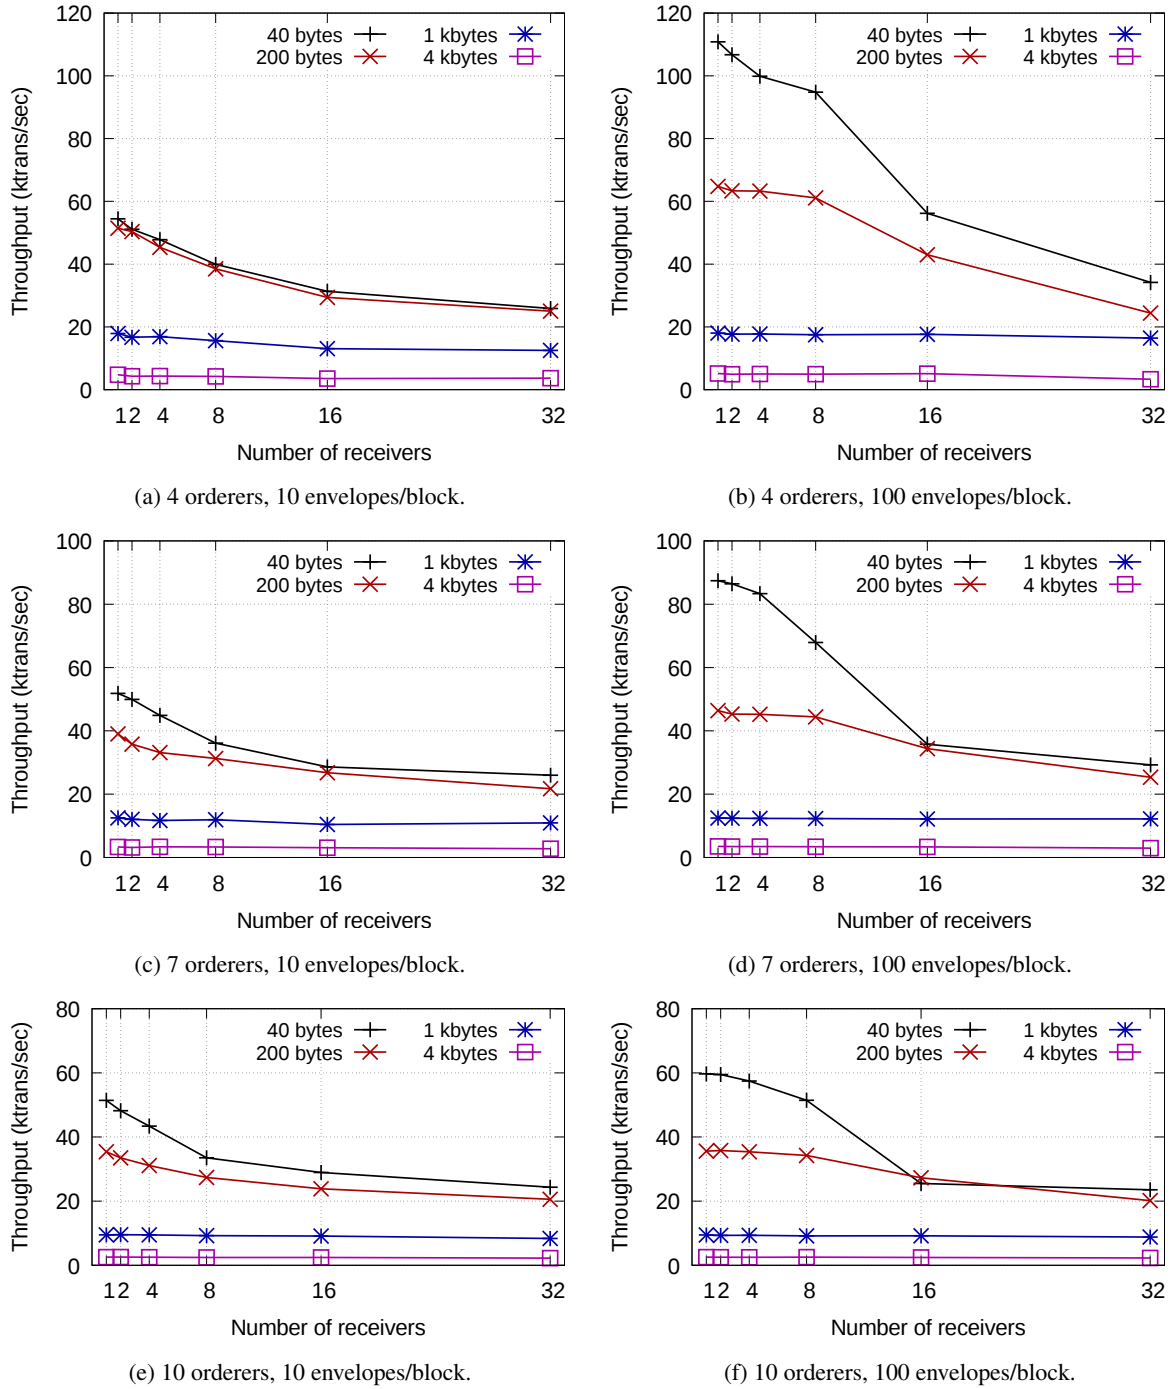 120
100
80
60
40
20
0
Throughput (ktrans/sec)
40 bytes 1 kbytes
200 bytes 4 kbytes
1 2 4 8 16 32
Number of receivers
(a) 4 orderers, 10 envelopes/block.
120
100
80
60
40
20
0
Throughput (ktrans/sec)
40 bytes 1 kbytes
200 bytes 4 kbytes
1 2 4 8 16 32
Number of receivers
(b) 4 orderers, 100 envelopes/block.
100
80
60
40
20
0
Throughput (ktrans/sec)
40 bytes 1 kbytes
200 bytes 4 kbytes
1 2 4 8 16 32
Number of receivers
(c) 7 orderers, 10 envelopes/block.
100
80
60
40
20
0
Throughput (ktrans/sec)
40 bytes 1 kbytes
200 bytes 4 kbytes
1 2 4 8 16 32
Number of receivers
(d) 7 orderers, 100 envelopes/block.
80
60
40
20
0
Throughput (ktrans/sec)
40 bytes 1 kbytes
200 bytes 4 kbytes
1 2 4 8 16 32
Number of receivers
(e) 10 orderers, 10 envelopes/block.
80
60
40
20
0
Throughput (ktrans/sec)
40 bytes 1 kbytes
200 bytes 4 kbytes
1 2 4 8 16 32
Number of receivers
(f) 10 orderers, 100 envelopes/block.